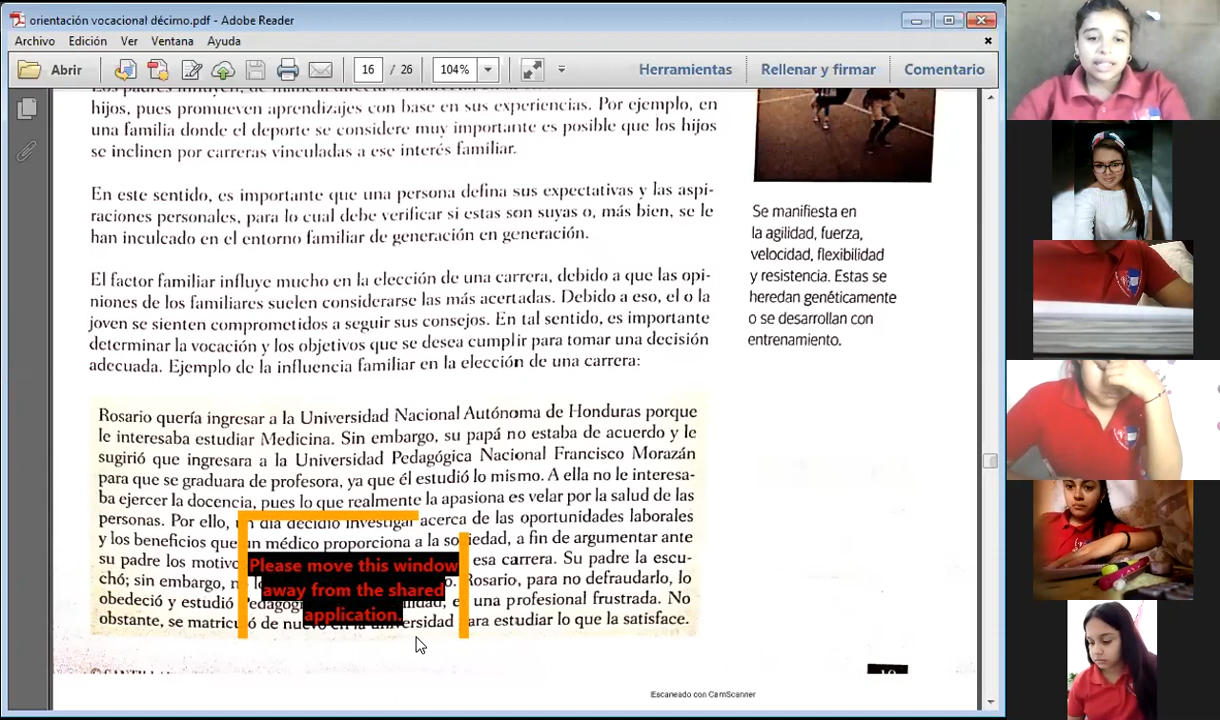 orientación vocacional décimo.pdf - Adobe Reader
Archivo Edición Ver Ventana Ayuda
Abrir 16 / 26 104% Herramientas Rellenar y firmar Comentario
hijos, pues promueven aprendizajes con base en sus experiencias. Por ejemplo, en
una familia donde el deporte se considere muy importante es posible que los hijos
se inclinen por carreras vinculadas a ese interés familiar.
En este sentido, es importante que una persona defina sus expectativas y las aspi-
raciones personales, para lo cual debe verificar si estas son suyas o, más bien, se le
han inculcado en el entorno familiar de generación en generación.
El factor familiar influye mucho en la elección de una carrera, debido a que las opi-
niones de los familiares suelen considerarse las más acertadas. Debido a eso, el o la
joven se sienten comprometidos a seguir sus consejos. En tal sentido, es importante
determinar la vocación y los objetivos que se desea cumplir para tomar una decisión
adecuada. Ejemplo de la influencia familiar en la elección de una carrera:
Rosario quería ingresar a la Universidad Nacional Autónoma de Honduras porque
le interesaba estudiar Medicina. Sin embargo, su papá no estaba de acuerdo y le
sugirió que ingresara a la Universidad Pedagógica Nacional Francisco Morazán
para que se graduara de profesora, ya que él estudió lo mismo. A ella no le interesa-
ba ejercer la docencia, pues lo que realmente la apasiona es velar por la salud de las
personas. Por ello, un día decidió investigar acerca de las oportunidades laborales
y los beneficios que un médico proporciona a la sociedad, a fin de argumentar ante
su padre los esa carrera. Su padre la escu-
chó; sin embargo, Rosario, para no defraudarlo, lo
obedeció y estudió una profesional frustrada. No
obstante, se matriculó de nuevo en la universidad para estudiar lo que la satisface.
Please move this window
away from the shared
application.
Se manifiesta en
la agilidad, fuerza,
velocidad, flexibilidad
y resistencia. Estas se
heredan genéticamente
o se desarrollan con
entrenamiento.
Escaneado con CamScanner